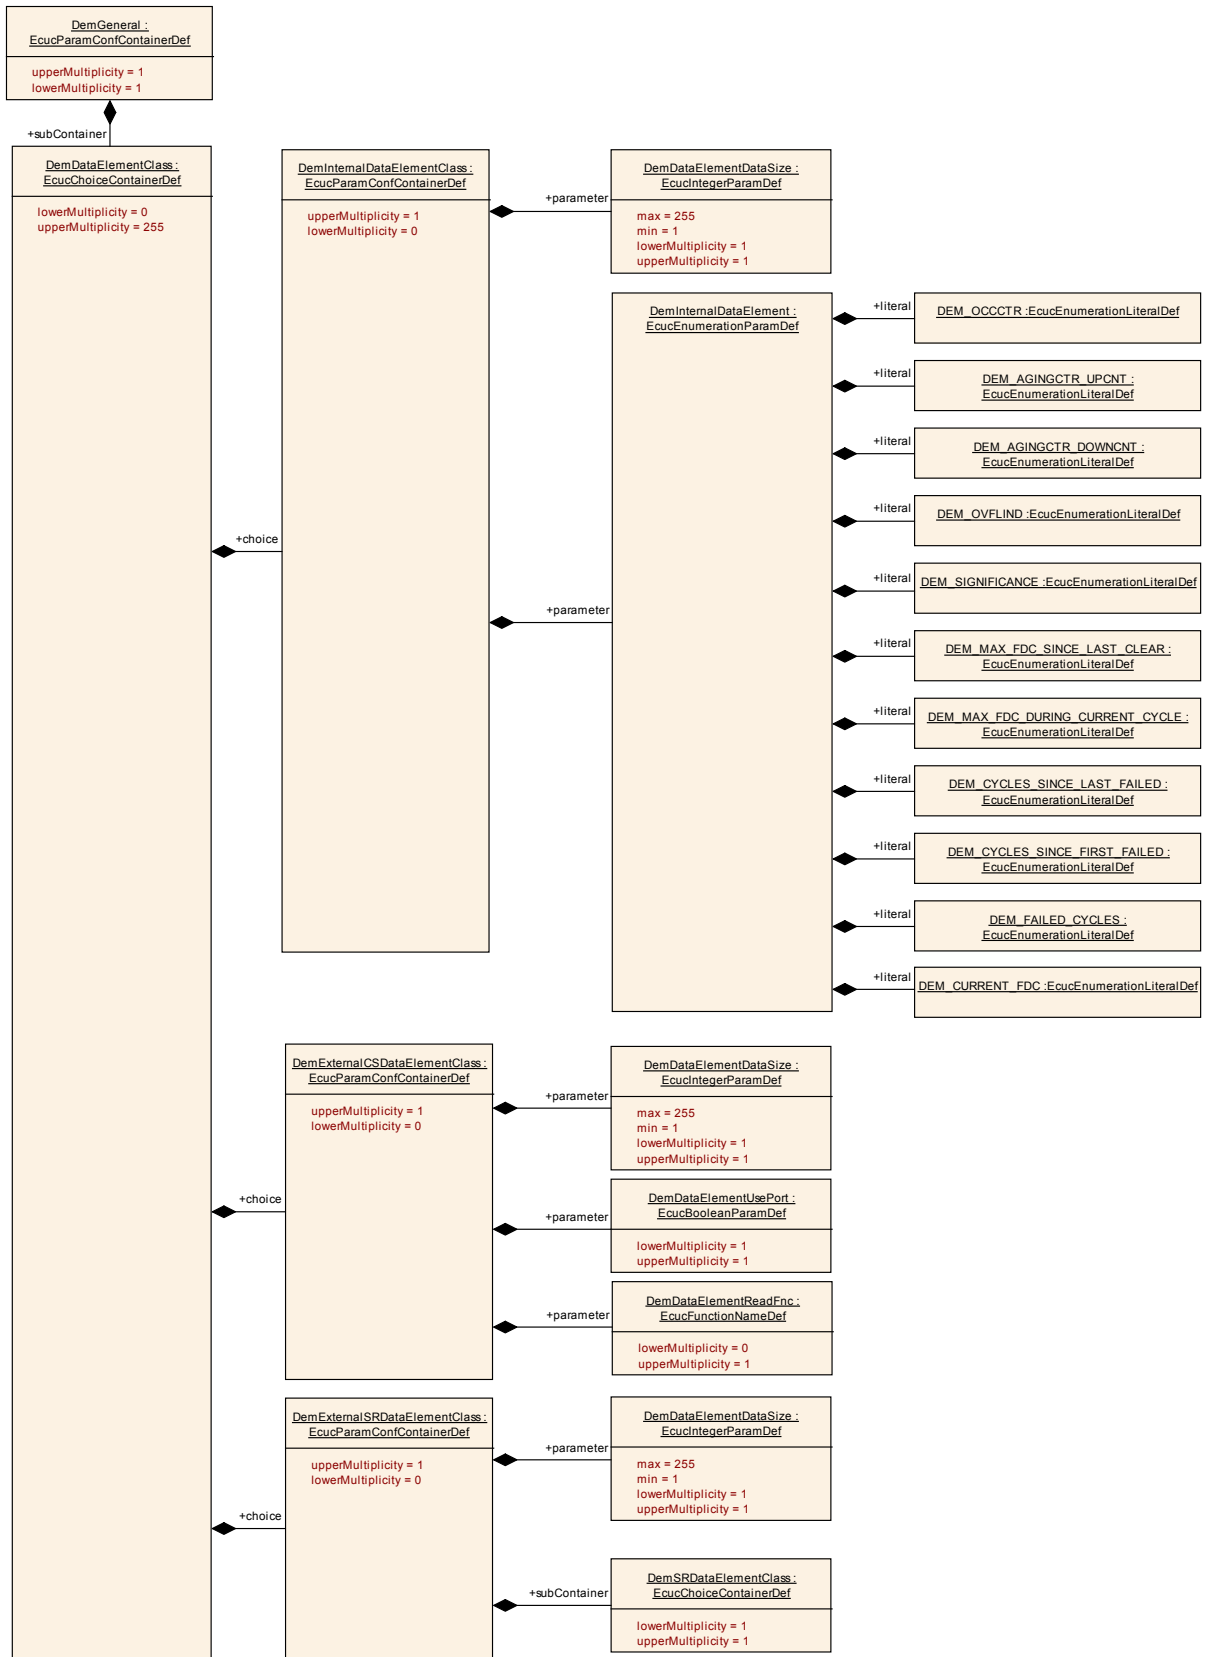 DemGeneral :
EcucParamConfContainerDef
upperMultiplicity = 1
lowerMultiplicity = 1
+subContainer
DemDataElementClass :
EcucChoiceContainerDef
lowerMultiplicity = 0
upperMultiplicity = 255
+choice
DemInternalDataElementClass :
EcucParamConfContainerDef
upperMultiplicity = 1
lowerMultiplicity = 0
+parameter
DemDataElementDataSize :
EcucIntegerParamDef
max = 255
min = 1
lowerMultiplicity = 1
upperMultiplicity = 1
+parameter
DemInternalDataElement :
EcucEnumerationParamDef
+literal
DEM_OCCCTR :EcucEnumerationLiteralDef
+literal
DEM_AGINGCTR_UPCNT :
EcucEnumerationLiteralDef
+literal
DEM_AGINGCTR_DOWNCNT :
EcucEnumerationLiteralDef
+literal
DEM_OVFLIND :EcucEnumerationLiteralDef
+literal
DEM_SIGNIFICANCE :EcucEnumerationLiteralDef
+literal
DEM_MAX_FDC_SINCE_LAST_CLEAR :
EcucEnumerationLiteralDef
+literal
DEM_MAX_FDC_DURING_CURRENT_CYCLE :
EcucEnumerationLiteralDef
+literal
DEM_CYCLES_SINCE_LAST_FAILED :
EcucEnumerationLiteralDef
+literal
DEM_CYCLES_SINCE_FIRST_FAILED :
EcucEnumerationLiteralDef
+literal
DEM_FAILED_CYCLES :
EcucEnumerationLiteralDef
+literal
DEM_CURRENT_FDC :EcucEnumerationLiteralDef
+choice
DemExternalCSDataElementClass :
EcucParamConfContainerDef
upperMultiplicity = 1
lowerMultiplicity = 0
+parameter
DemDataElementDataSize :
EcucIntegerParamDef
max = 255
min = 1
lowerMultiplicity = 1
upperMultiplicity = 1
+parameter
DemDataElementUsePort :
EcucBooleanParamDef
lowerMultiplicity = 1
upperMultiplicity = 1
+parameter
DemDataElementReadFnc :
EcucFunctionNameDef
lowerMultiplicity = 0
upperMultiplicity = 1
+choice
DemExternalSRDataElementClass :
EcucParamConfContainerDef
upperMultiplicity = 1
lowerMultiplicity = 0
+parameter
DemDataElementDataSize :
EcucIntegerParamDef
max = 255
min = 1
lowerMultiplicity = 1
upperMultiplicity = 1
+subContainer
DemSRDataElementClass :
EcucChoiceContainerDef
lowerMultiplicity = 1
upperMultiplicity = 1